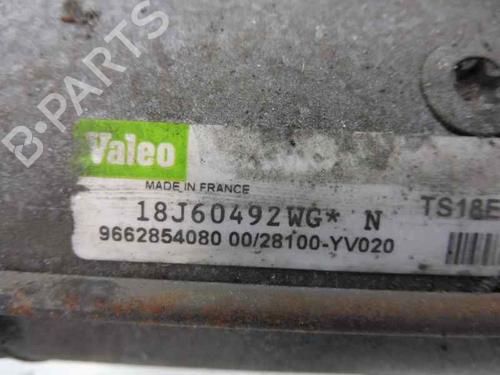 Valeo
MADE IN FRANCE
TS18E
18J60492WG* N
9662854080 00/28100-YV020
B-PARTS